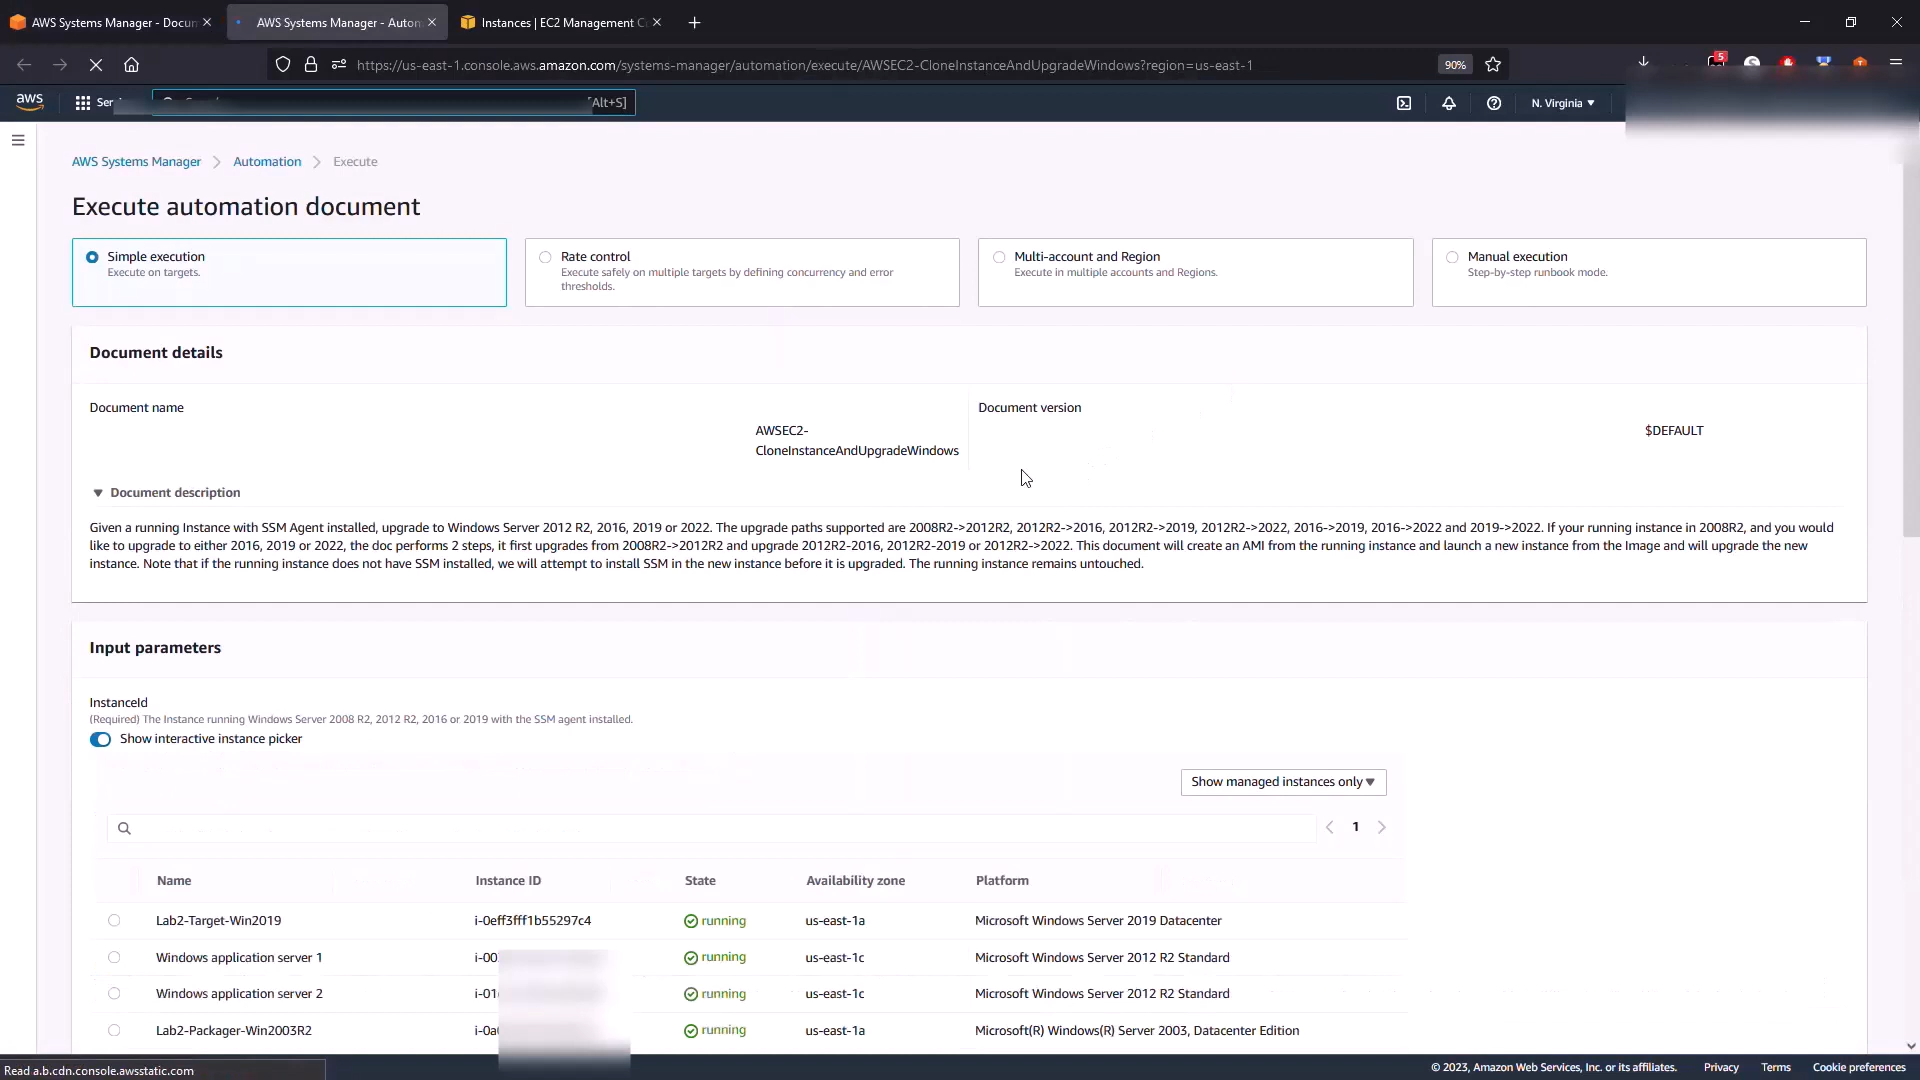 AWS Systems Manager - Docum
AWS Systems Manager - Autom
Instances | EC2 Management C
https://us-east-1.console.aws.amazon.com/systems-manager/automation/execute/AWSEC2-CloneInstanceAndUpgradeWindows?region=us-east-1
90%
5
aws
Ser
[Alt+S]
N. Virginia
AWS Systems Manager
Automation
Execute
Execute automation document
Simple execution
Execute on targets.
Rate control
Execute safely on multiple targets by defining concurrency and error
thresholds.
Multi-account and Region
Execute in multiple accounts and Regions.
Manual execution
Step-by-step runbook mode.
Document details
Document name
AWSEC2-
CloneInstanceAndUpgradeWindows
Document version
$DEFAULT
Document description
Given a running Instance with SSM Agent installed, upgrade to Windows Server 2012 R2, 2016, 2019 or 2022. The upgrade paths supported are 2008R2->2012R2, 2012R2->2016, 2012R2->2019, 2012R2->2022, 2016->2019, 2016->2022 and 2019->2022. If your running instance in 2008R2, and you would
like to upgrade to either 2016, 2019 or 2022, the doc performs 2 steps, it first upgrades from 2008R2->2012R2 and upgrade 2012R2-2016, 2012R2-2019 or 2012R2->2022. This document will create an AMI from the running instance and launch a new instance from the Image and will upgrade the new
instance. Note that if the running instance does not have SSM installed, we will attempt to install SSM in the new instance before it is upgraded. The running instance remains untouched.
Input parameters
InstanceId
(Required) The Instance running Windows Server 2008 R2, 2012 R2, 2016 or 2019 with the SSM agent installed.
Show interactive instance picker
Show managed instances only
1
Name Instance ID State Availability zone Platform
Lab2-Target-Win2019 i-0eff3fff1b55297c4 running us-east-1a Microsoft Windows Server 2019 Datacenter
Windows application server 1 i-00 running us-east-1c Microsoft Windows Server 2012 R2 Standard
Windows application server 2 i-01 running us-east-1c Microsoft Windows Server 2012 R2 Standard
Lab2-Packager-Win2003R2 i-0a running us-east-1a Microsoft(R) Windows(R) Server 2003, Datacenter Edition
Read a.b.cdn.console.awsstatic.com
© 2023, Amazon Web Services, Inc. or its affiliates. Privacy Terms Cookie preferences